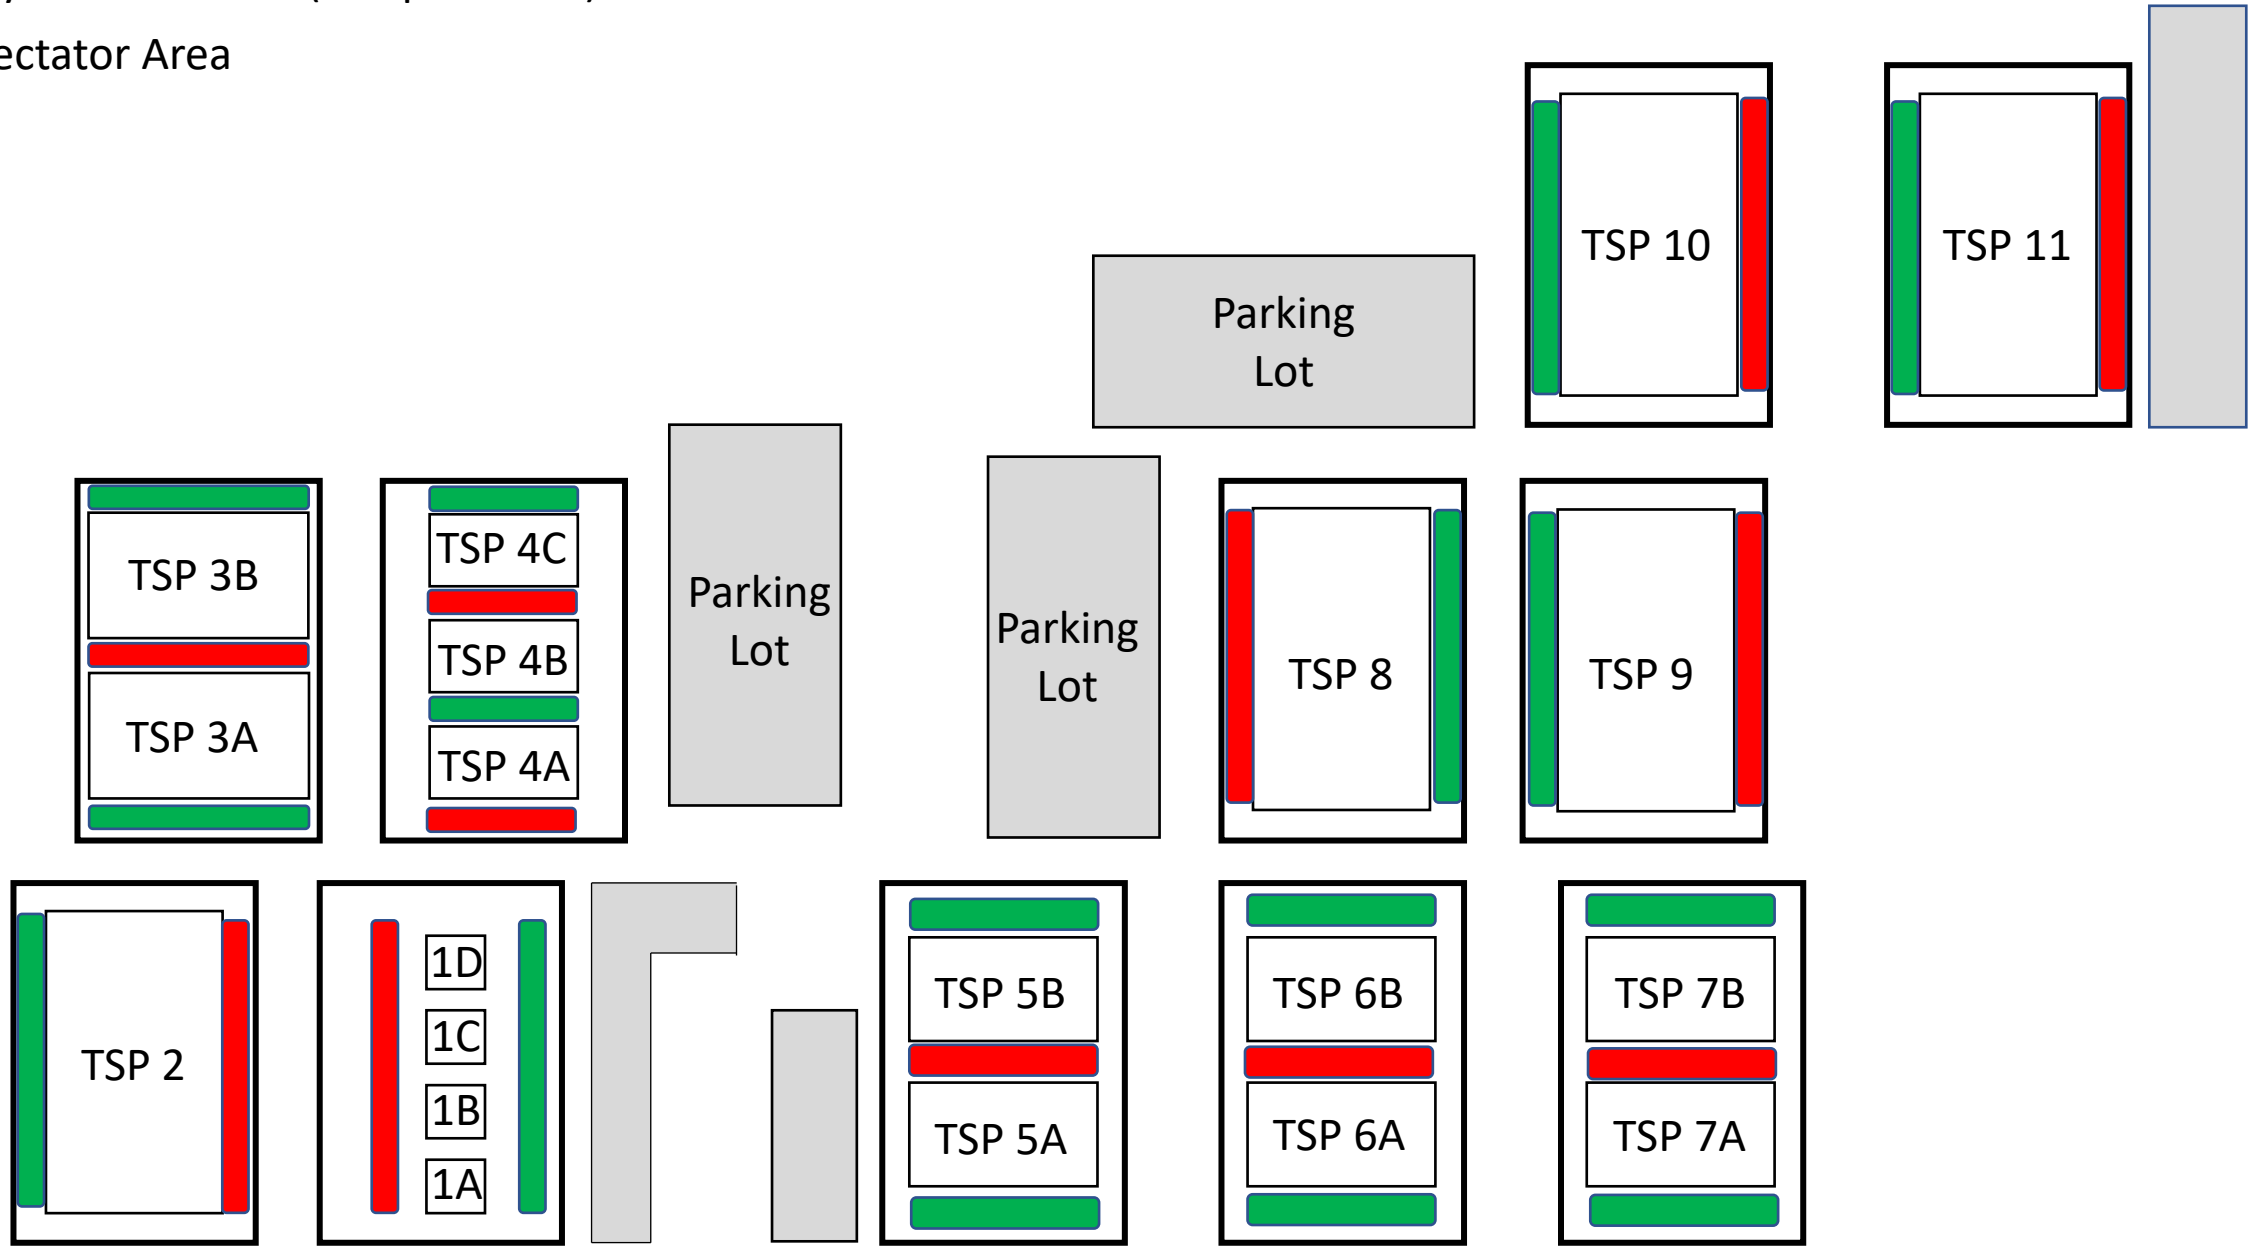 ectator Area
TSP 10
TSP 11
Parking
Lot
TSP 3B
TSP 3A
TSP 4C
TSP 4B
TSP 4A
Parking
Lot
Parking
Lot
TSP 8
TSP 9
TSP 2
1D
1C
1B
1A
TSP 5B
TSP 5A
TSP 6B
TSP 6A
TSP 7B
TSP 7A